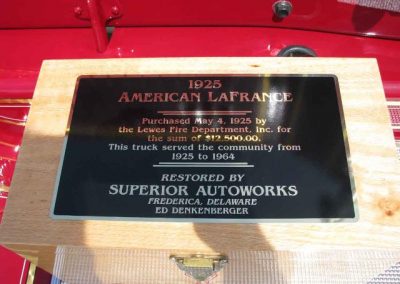 1925
AMERICAN LAFRANCE
Purchased May 4, 1925 by
the Lewes Fire Department, Inc. for
the sum of $12,500.00.
This truck served the community from
1925 to 1964
RESTORED BY
SUPERIOR AUTOWORKS
FREDERICA, DELAWARE
ED DENKENBERGER